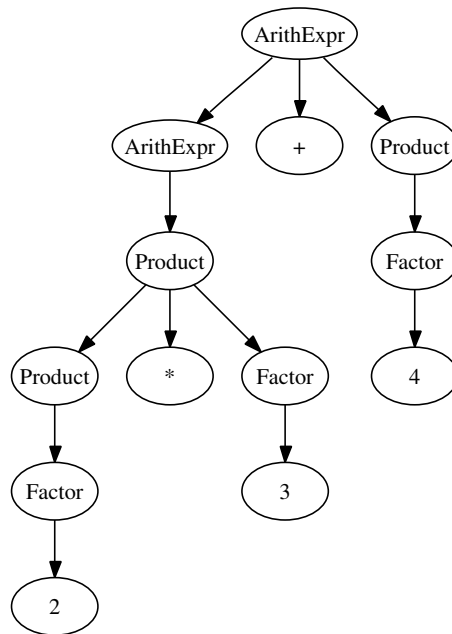 ArithExpr
ArithExpr + Product
Product Factor
Product * Factor 4
Factor 3
2